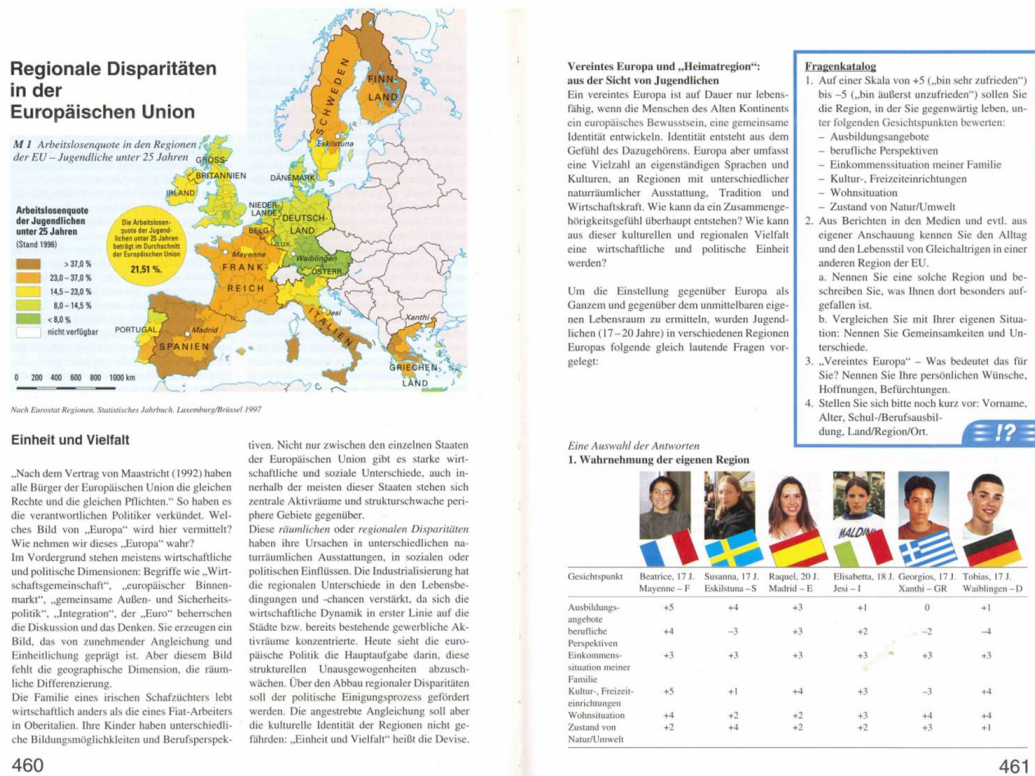 Regionale Disparitäten
in der
Europäischen Union
M 1 Arbeitslosenquote in den Regionen
der EU – Jugendliche unter 25 Jahren
Arbeitslosenquote
der Jugendlichen
unter 25 Jahren
(Stand 1996)
> 37,0 %
23,0 – 37,0 %
14,5 – 23,0 %
8,0 – 14,5 %
< 8,0 %
nicht verfügbar
Die Arbeitslosen-
quote der Jugend-
lichen unter 25 Jahren
beträgt im Durchschnitt
der Europäischen Union
21,51 %.
SCHWEDEN
FINN-
LAND
Eskilstuna
GROSS-
BRITANNIEN
IRLAND
DÄNEMARK
NIEDER-
LANDE
DEUTSCH-
LAND
BELG.
LUX.
Mayenne
Waiblingen
FRANK-
REICH
ÖSTERR.
Jesi
ITALIEN
Xanthi
PORTUGAL
Madrid
SPANIEN
GRIECHEN-
LAND
0 200 400 600 800 1000 km
Nach Eurostat Regionen. Statistisches Jahrbuch. Luxemburg/Brüssel 1997
Einheit und Vielfalt
„Nach dem Vertrag von Maastricht (1992) haben
alle Bürger der Europäischen Union die gleichen
Rechte und die gleichen Pflichten.“ So haben es
die verantwortlichen Politiker verkündet. Wel-
ches Bild von „Europa“ wird hier vermittelt?
Wie nehmen wir dieses „Europa“ wahr?
Im Vordergrund stehen meistens wirtschaftliche
und politische Dimensionen: Begriffe wie „Wirt-
schaftsgemeinschaft“, „europäischer Binnen-
markt“, „gemeinsame Außen- und Sicherheits-
politik“, „Integration“, der „Euro“ beherrschen
die Diskussion und das Denken. Sie erzeugen ein
Bild, das von zunehmender Angleichung und
Einheitlichung geprägt ist. Aber diesem Bild
fehlt die geographische Dimension, die räum-
liche Differenzierung.
Die Familie eines irischen Schafzüchters lebt
wirtschaftlich anders als die eines Fiat-Arbeiters
in Oberitalien. Ihre Kinder haben unterschiedli-
che Bildungsmöglichkleiten und Berufsperspek-
tiven. Nicht nur zwischen den einzelnen Staaten
der Europäischen Union gibt es starke wirt-
schaftliche und soziale Unterschiede, auch in-
nerhalb der meisten dieser Staaten stehen sich
zentrale Aktivräume und strukturschwache peri-
phere Gebiete gegenüber.
Diese räumlichen oder regionalen Disparitäten
haben ihre Ursachen in unterschiedlichen na-
turräumlichen Ausstattungen, in sozialen oder
politischen Einflüssen. Die Industrialisierung hat
die regionalen Unterschiede in den Lebensbe-
dingungen und -chancen verstärkt, da sich die
wirtschaftliche Dynamik in erster Linie auf die
Städte bzw. bereits bestehende gewerbliche Ak-
tivräume konzentrierte. Heute sieht die euro-
päische Politik die Hauptaufgabe darin, diese
strukturellen Unausgewogenheiten abzusch-
wächen. Über den Abbau regionaler Disparitäten
soll der politische Einigungsprozess gefördert
werden. Die angestrebte Angleichung soll aber
die kulturelle Identität der Regionen nicht ge-
fährden: „Einheit und Vielfalt“ heißt die Devise.
460
Vereintes Europa und „Heimatregion“:
aus der Sicht von Jugendlichen
Ein vereintes Europa ist auf Dauer nur lebens-
fähig, wenn die Menschen des Alten Kontinents
ein europäisches Bewusstsein, eine gemeinsame
Identität entwickeln. Identität entsteht aus dem
Gefühl des Dazugehörens. Europa aber umfasst
eine Vielzahl an eigenständigen Sprachen und
Kulturen, an Regionen mit unterschiedlicher
naturräumlicher Ausstattung, Tradition und
Wirtschaftskraft. Wie kann da ein Zusammenge-
hörigkeitsgefühl überhaupt entstehen? Wie kann
aus dieser kulturellen und regionalen Vielfalt
eine wirtschaftliche und politische Einheit
werden?
Um die Einstellung gegenüber Europa als
Ganzem und gegenüber dem unmittelbaren eige-
nen Lebensraum zu ermitteln, wurden Jugend-
lichen (17 – 20 Jahre) in verschiedenen Regionen
Europas folgende gleich lautende Fragen vor-
gelegt:
Fragenkatalog
1. Auf einer Skala von +5 („bin sehr zufrieden“)
bis –5 („bin äußerst unzufrieden“) sollen Sie
die Region, in der Sie gegenwärtig leben, un-
ter folgenden Gesichtspunkten bewerten:
– Ausbildungsangebote
– berufliche Perspektiven
– Einkommenssituation meiner Familie
– Kultur-, Freizeiteinrichtungen
– Wohnsituation
– Zustand von Natur/Umwelt
2. Aus Berichten in den Medien und evtl. aus
eigener Anschauung kennen Sie den Alltag
und den Lebensstil von Gleichaltrigen in einer
anderen Region der EU.
a. Nennen Sie eine solche Region und be-
schreiben Sie, was Ihnen dort besonders auf-
gefallen ist.
b. Vergleichen Sie mit Ihrer eigenen Situa-
tion: Nennen Sie Gemeinsamkeiten und Un-
terschiede.
3. „Vereintes Europa“ – Was bedeutet das für
Sie? Nennen Sie Ihre persönlichen Wünsche,
Hoffnungen, Befürchtungen.
4. Stellen Sie sich bitte noch kurz vor: Vorname,
Alter, Schul-/Berufsausbil-
dung, Land/Region/Ort.
!?
Eine Auswahl der Antworten
1. Wahrnehmung der eigenen Region
MALDINI
Gesichtspunkt Beatrice, 17 J. Susanna, 17 J. Raquel, 20 J. Elisabetta, 18 J. Georgios, 17 J. Tobias, 17 J.
Mayenne – F Eskilstuna – S Madrid – E Jesi – I Xanthi – GR Waiblingen – D
Ausbildungs- +5 +4 +3 +1 0 +1
angebote
berufliche +4 –3 +3 +2 –2 –4
Perspektiven
Einkommens- +3 +3 +3 +3 +3 +3
situation meiner
Familie
Kultur-, Freizeit- +5 +1 +4 +3 –3 +4
einrichtungen
Wohnsituation +4 +2 +2 +3 +4 +4
Zustand von +2 +4 +2 +2 +3 +1
Natur/Umwelt
461